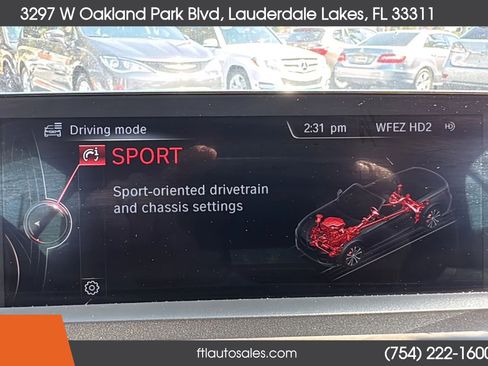 3297 W Oakland Park Blvd, Lauderdale Lakes, FL 33311
Driving mode
2:31 pm
WFEZ HD2
SPORT
Sport-oriented drivetrain
and chassis settings
ftlautosales.com
(754) 222-1600